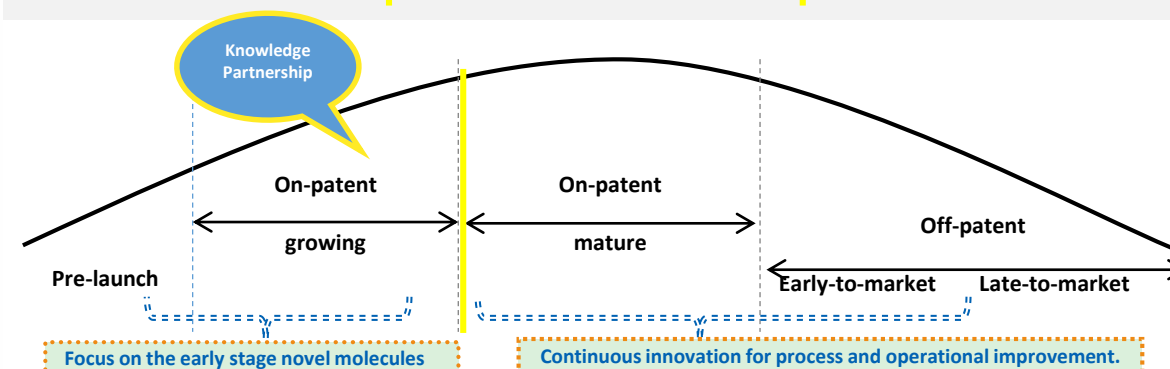 Knowledge
Partnership
On-patent
growing
On-patent
mature
Off-patent
Pre-launch
Early-to-market
Late-to-market
Focus on the early stage novel molecules
Continuous innovation for process and operational improvement.